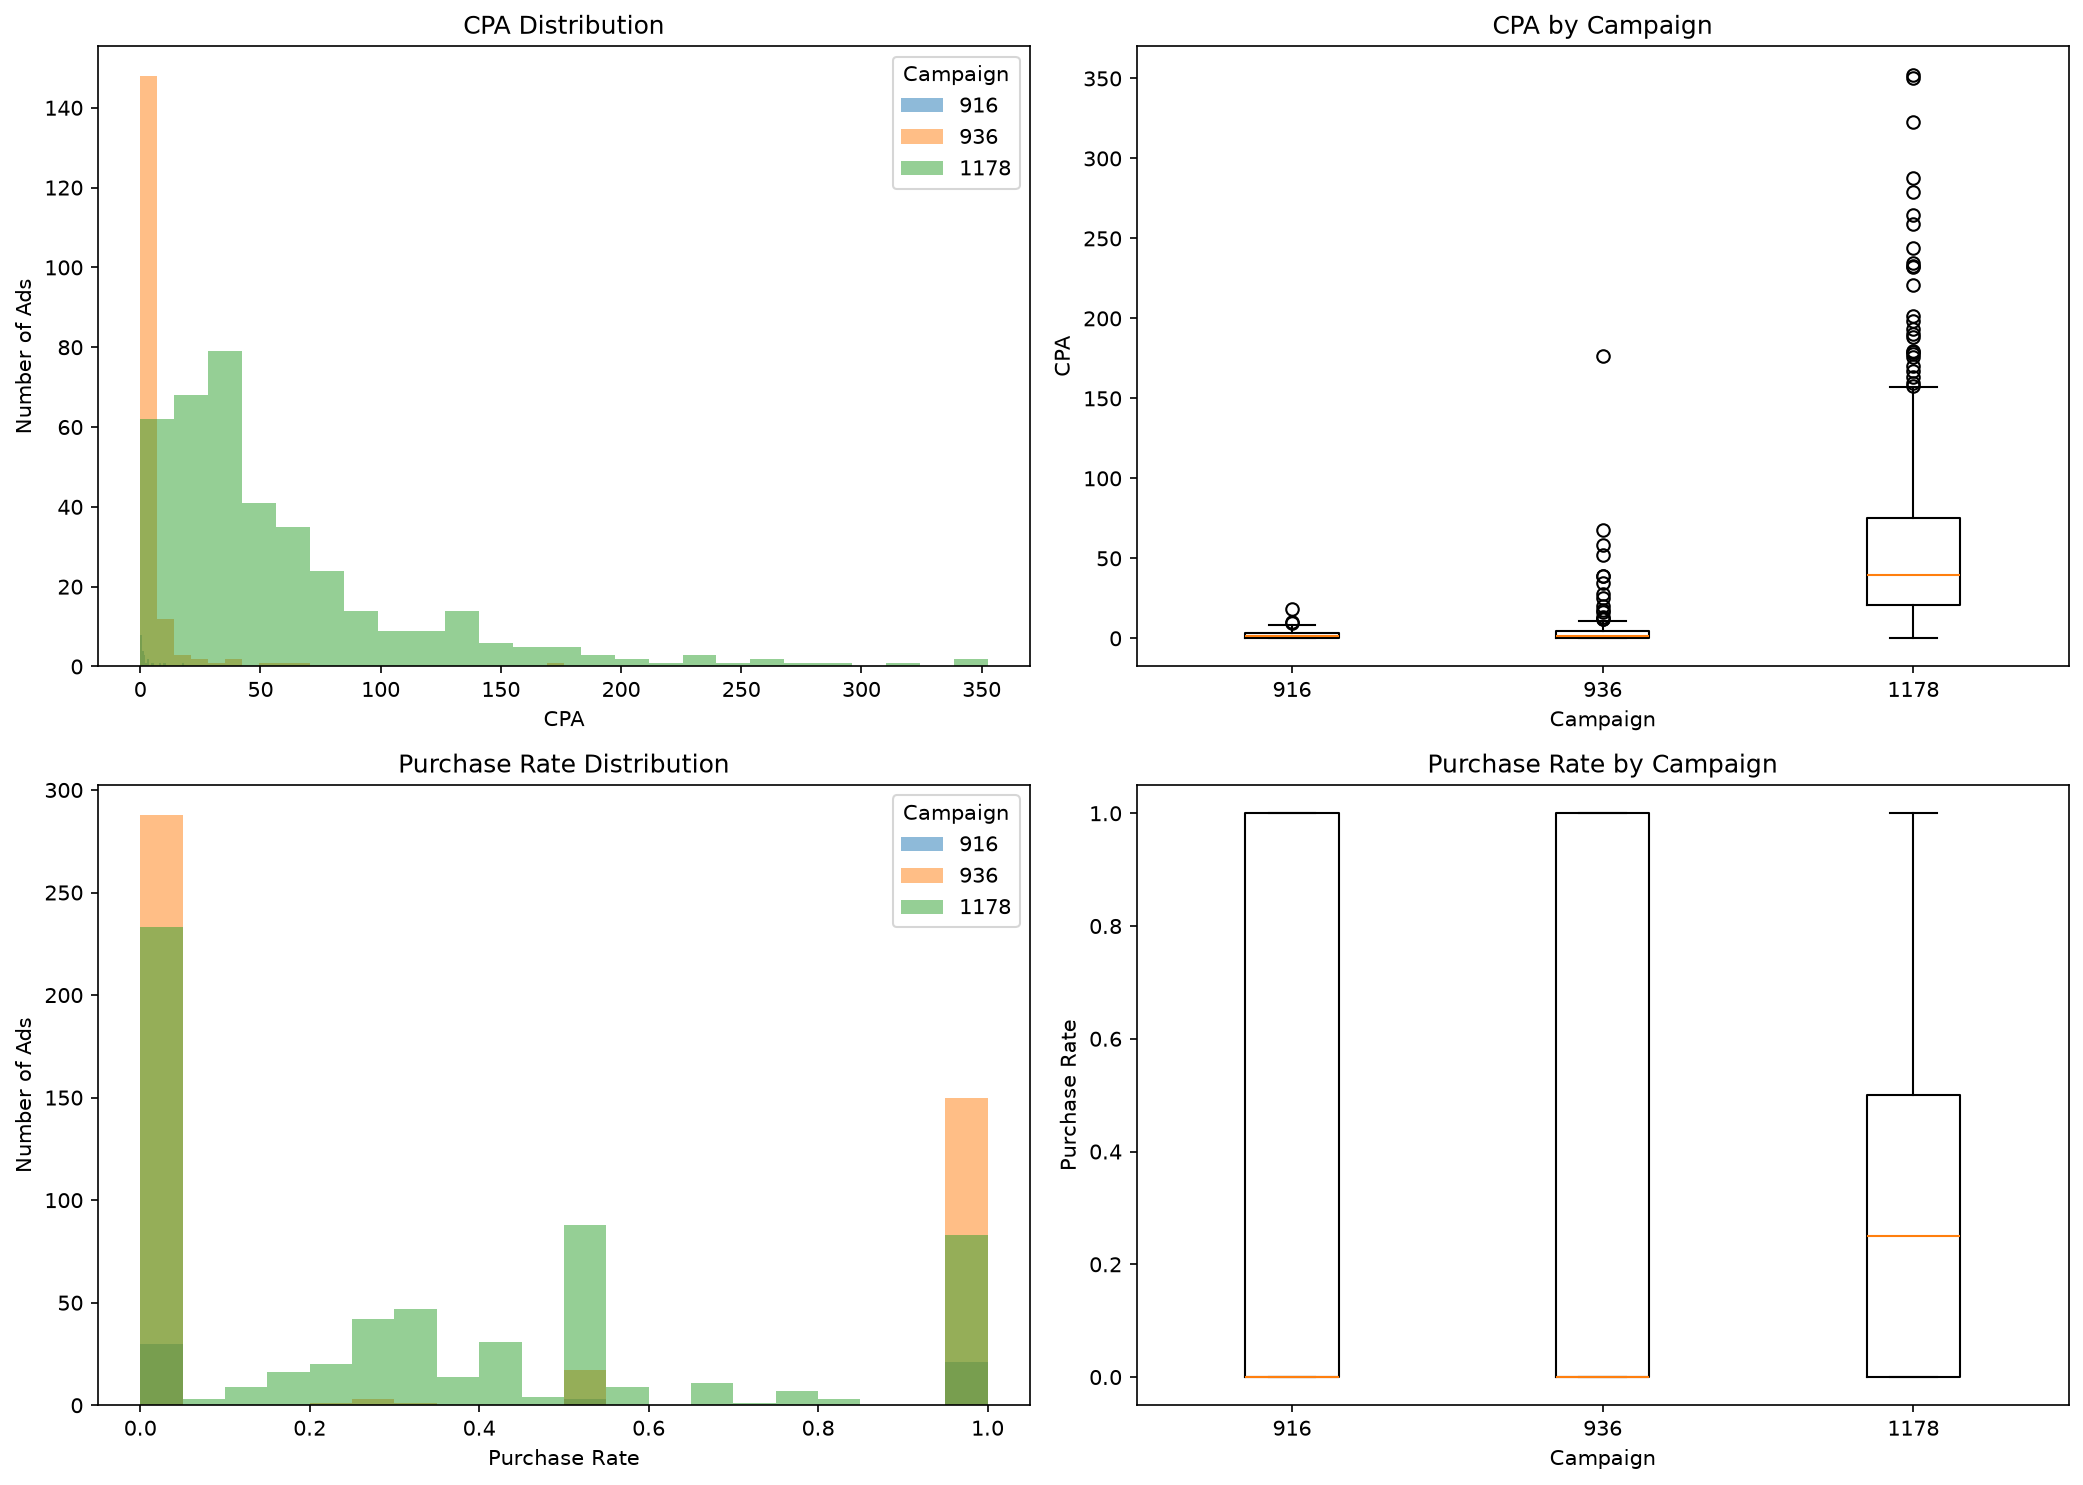 CPA Distribution
Number of Ads
140
120
100
80
60
40
20
0
0 50 100 150 200 250 300 350
CPA
Campaign
916
936
1178
CPA by Campaign
CPA
350
300
250
200
150
100
50
0
916 936 1178
Campaign
Purchase Rate Distribution
Number of Ads
300
250
200
150
100
50
0
0.0 0.2 0.4 0.6 0.8 1.0
Purchase Rate
Campaign
916
936
1178
Purchase Rate by Campaign
Purchase Rate
1.0
0.8
0.6
0.4
0.2
0.0
916 936 1178
Campaign